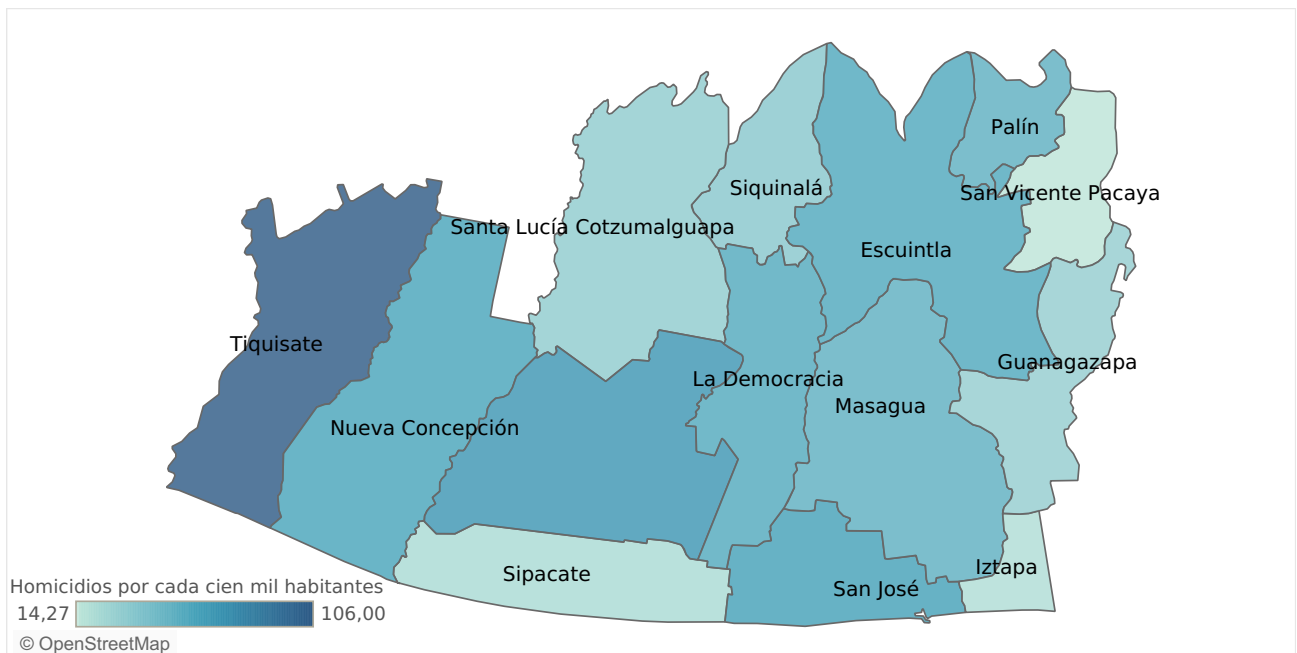 Palín
Siquinalá
San Vicente Pacaya
Santa Lucía Cotzumalguapa
Escuintla
Tiquisate
Guanagazapa
La Democracia
Masagua
Nueva Concepción
Iztapa
Sipacate
San José
Homicidios por cada cien mil habitantes
14,27 106,00
© OpenStreetMap